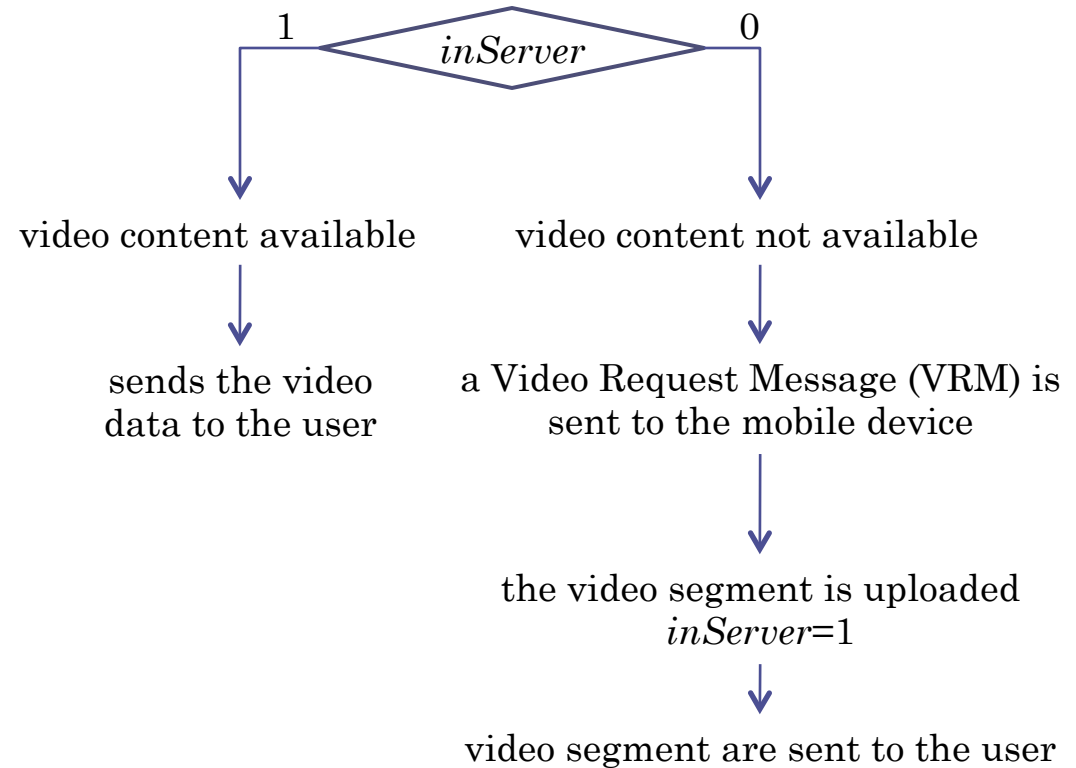 1
0
inServer
video content available
video content not available
sends the video
data to the user
a Video Request Message (VRM) is
sent to the mobile device
the video segment is uploaded
inServer=1
video segment are sent to the user